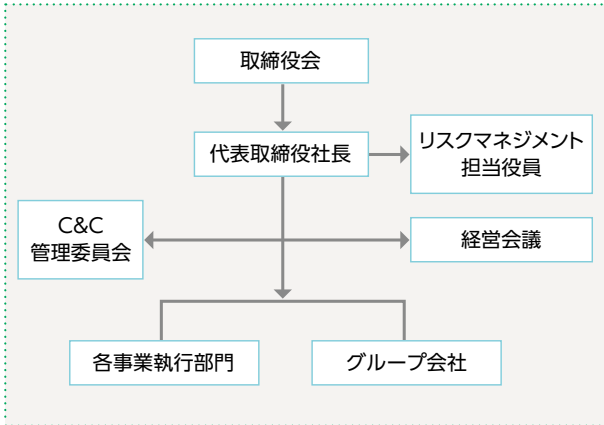 取締役会
代表取締役社長
リスクマネジメント
担当役員
C&C
管理委員会
経営会議
各事業執行部門
グループ会社